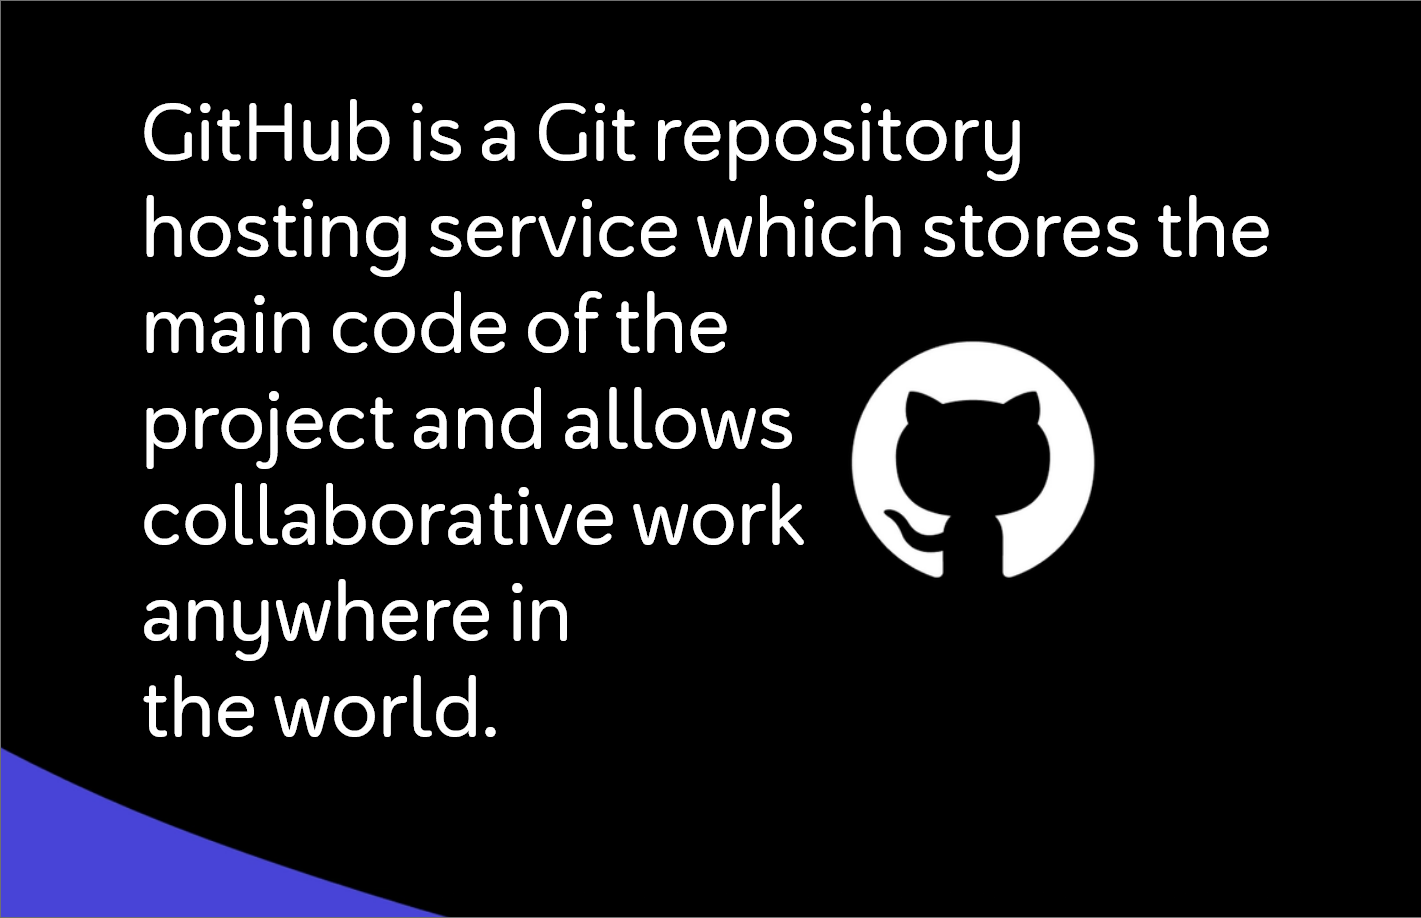 GitHub is a Git repository
hosting service which stores the
main code of the
project and allows
collaborative work
anywhere in
the world.